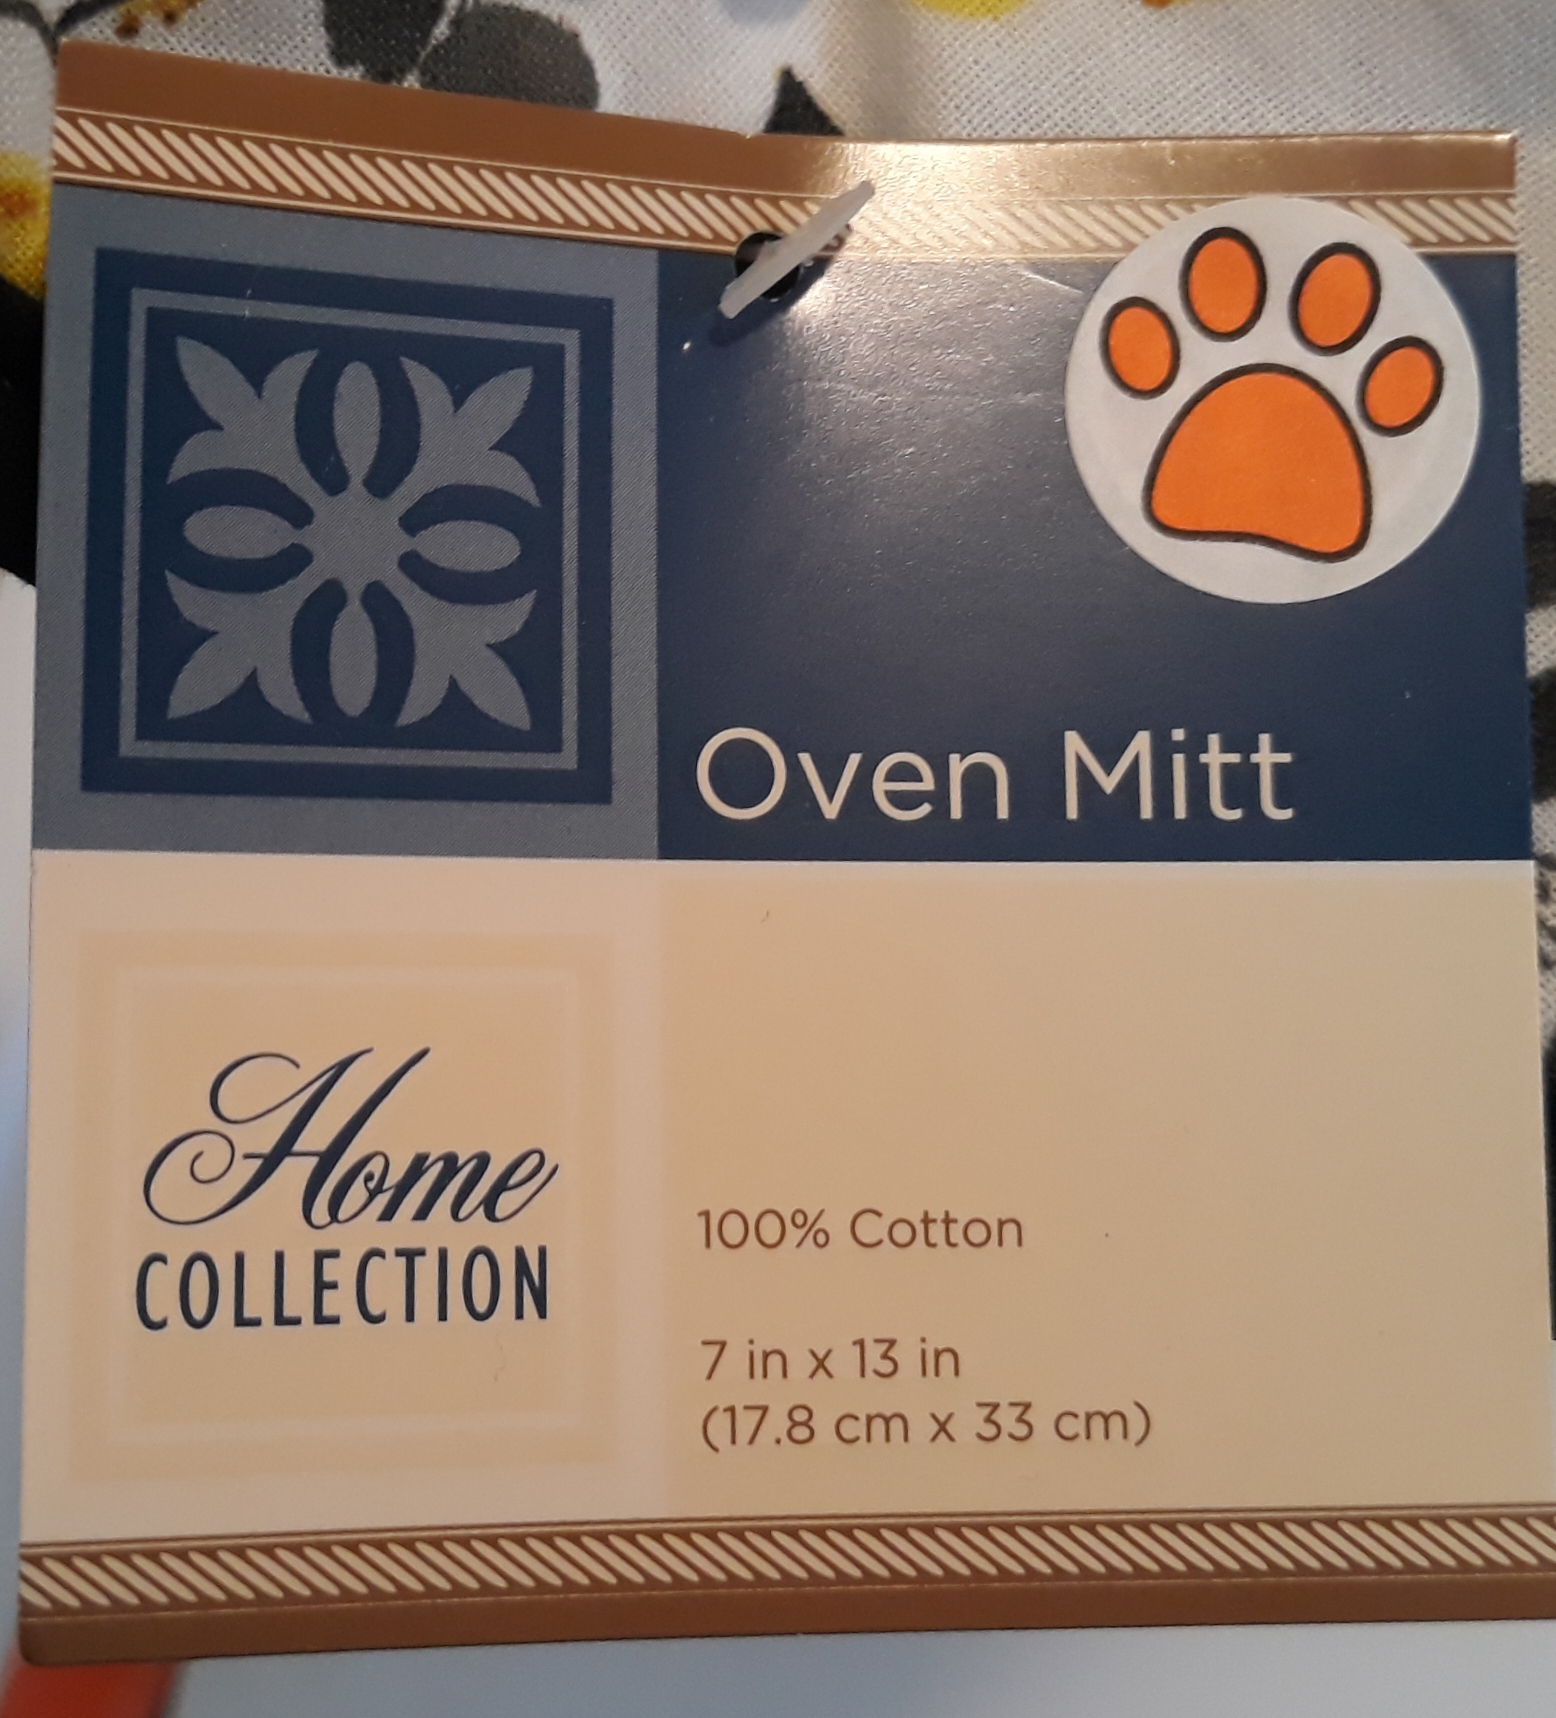 Oven Mitt
Home
COLLECTION
100% Cotton
7 in x 13 in
(17.8 cm x 33 cm)